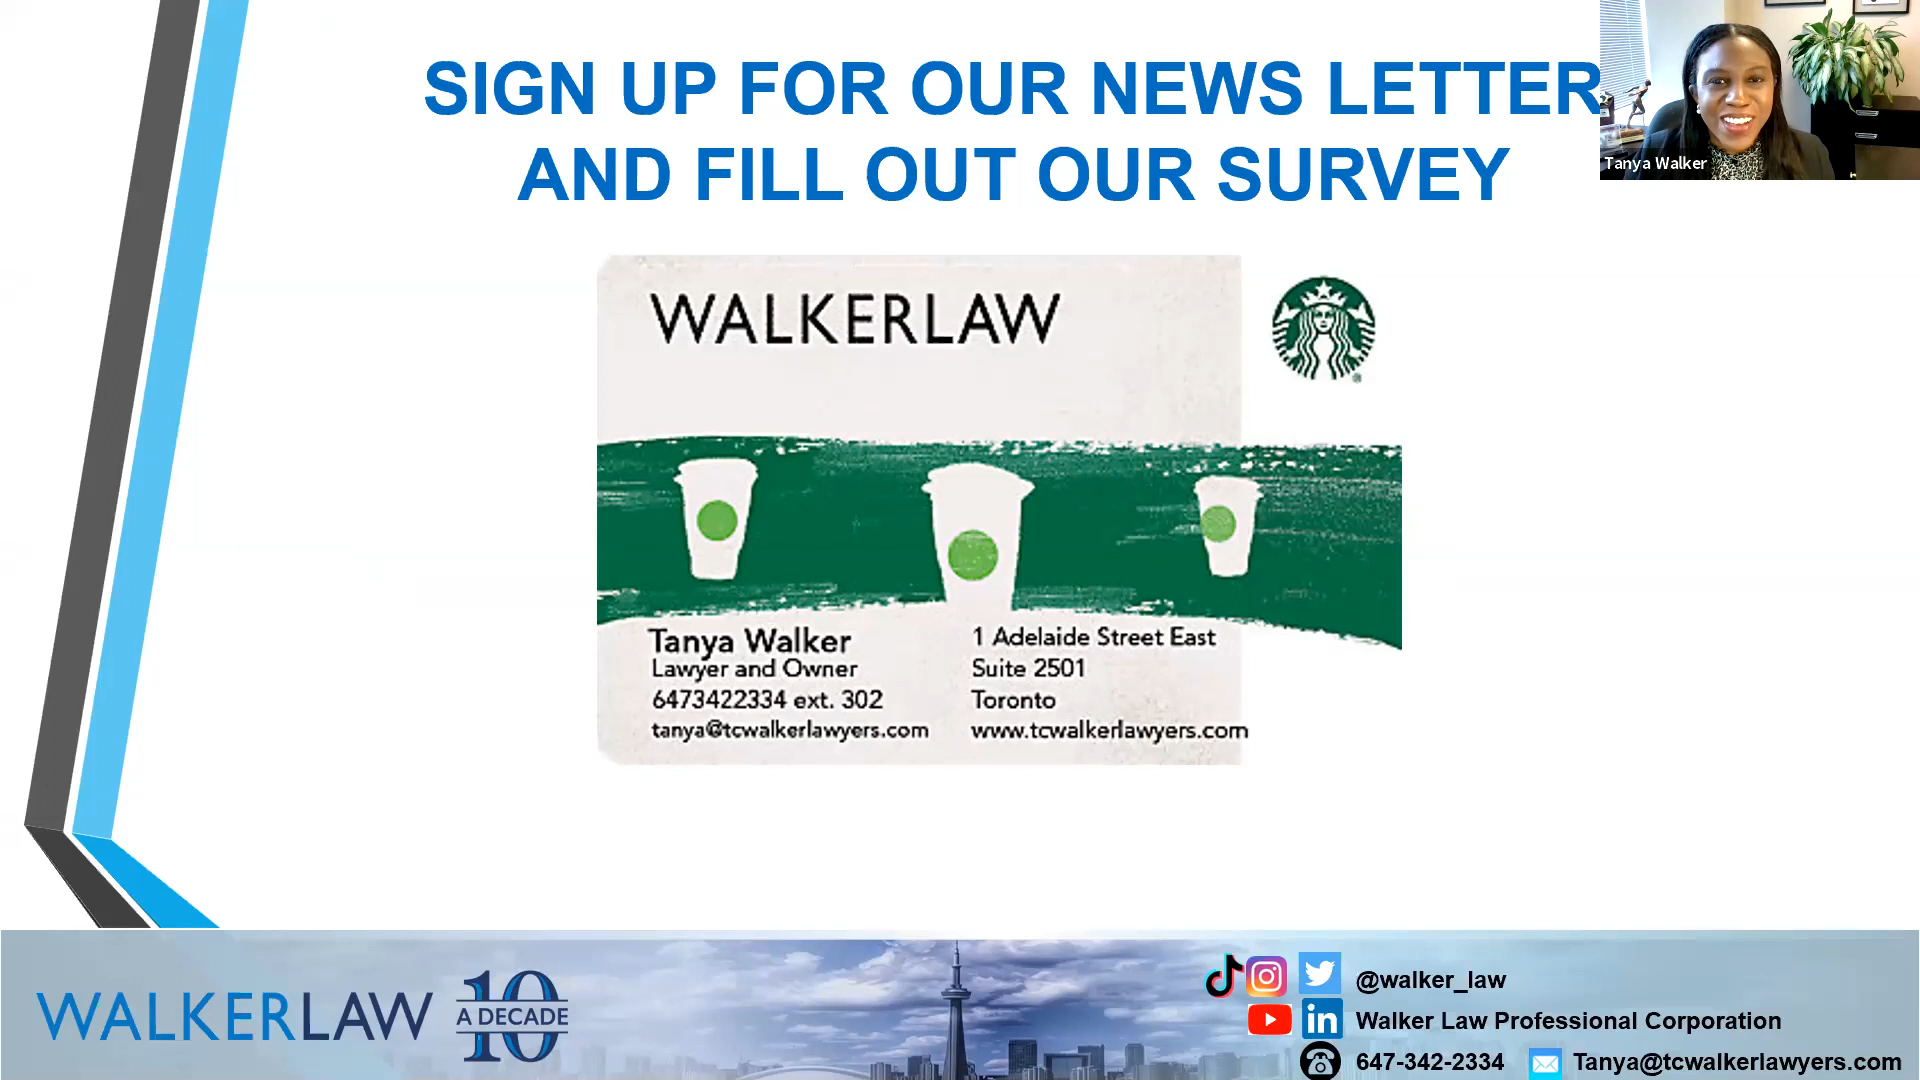 SIGN UP FOR OUR NEWS LETTER
AND FILL OUT OUR SURVEY
Tanya Walker
WALKERLAW
Tanya Walker
Lawyer and Owner
6473422334 ext. 302
tanya@tcwalkerlawyers.com
1 Adelaide Street East
Suite 2501
Toronto
www.tcwalkerlawyers.com
WALKERLAW
10
A DECADE
@walker_law
Walker Law Professional Corporation
647-342-2334
Tanya@tcwalkerlawyers.com